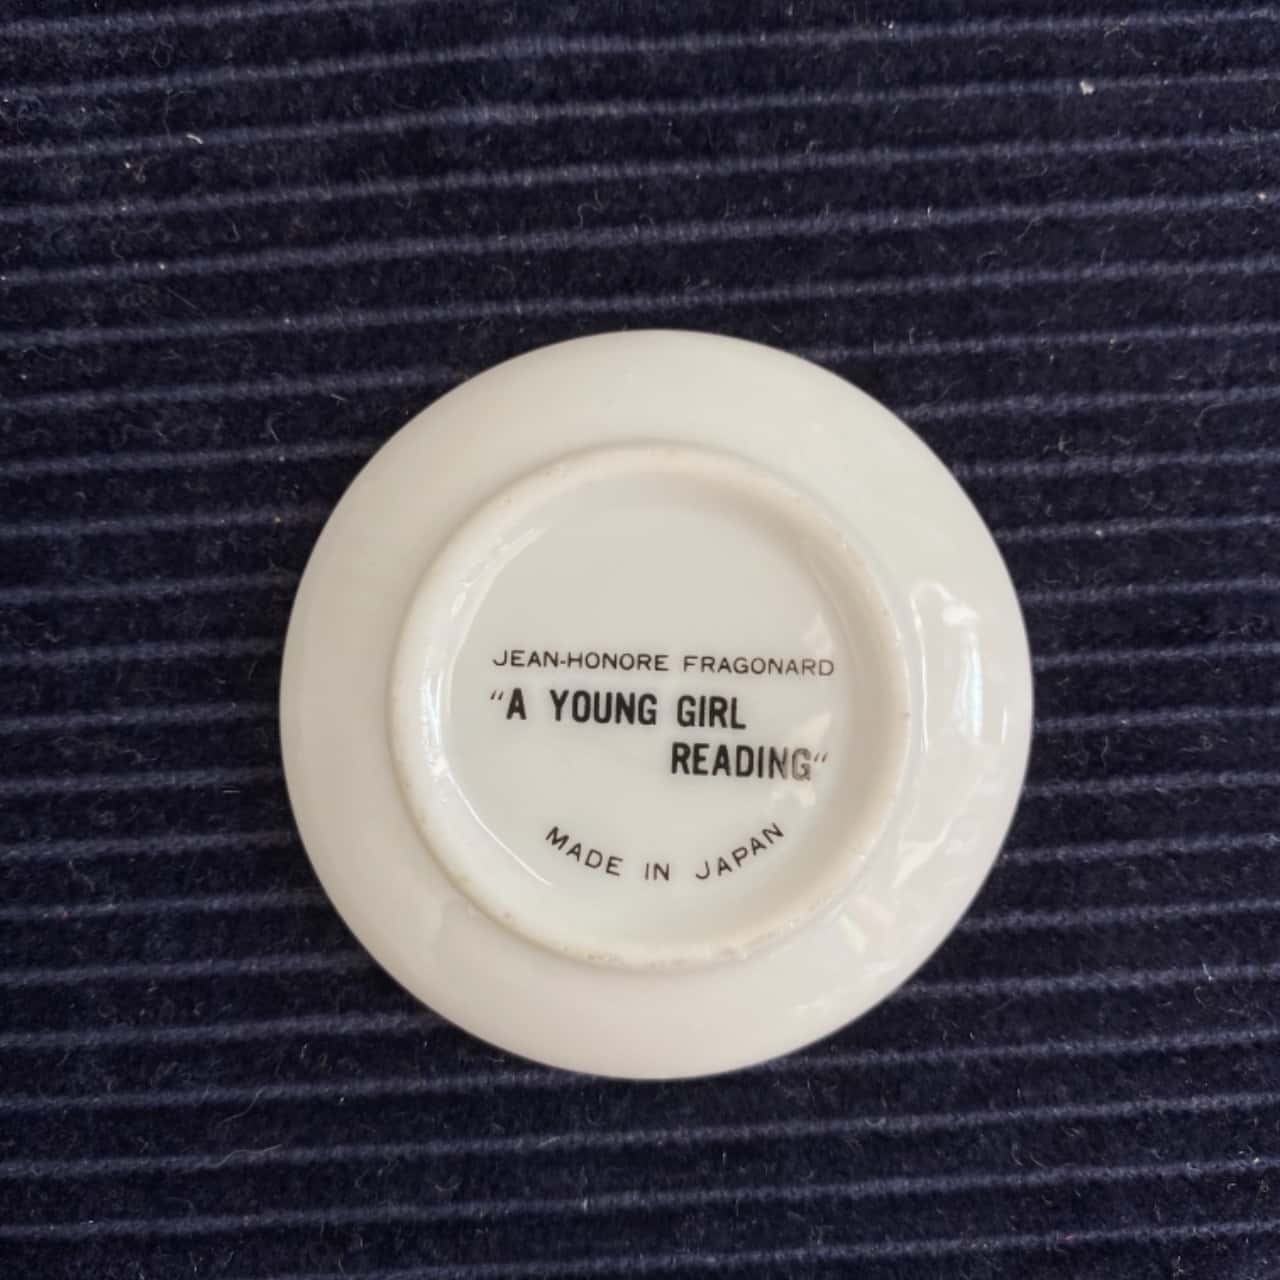 JEAN-HONORE FRAGONARD
“A YOUNG GIRL
READING“
MADE IN JAPAN